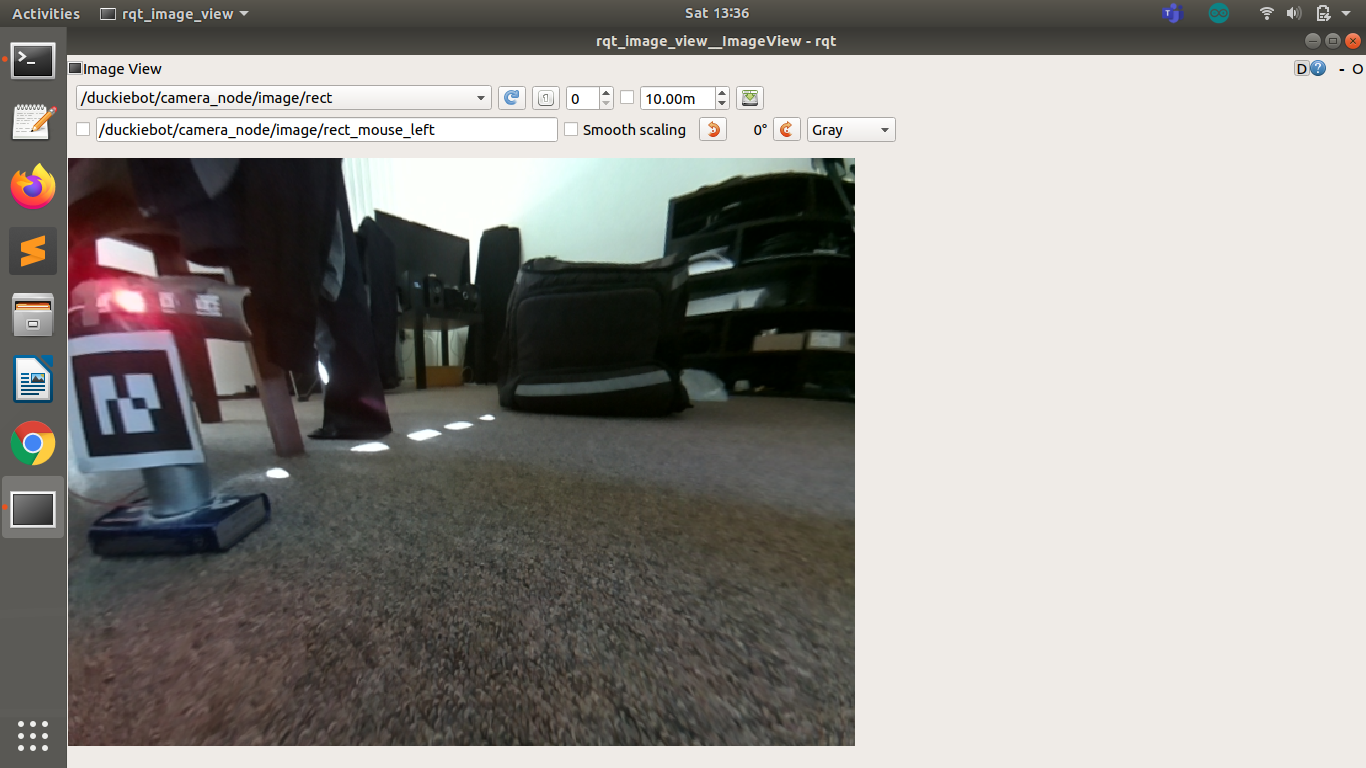 Activities rqt_image_view Sat 13:36
rqt_image_view__ImageView - rqt
Image View D ? - O
/duckiebot/camera_node/image/rect 0 10.00m
/duckiebot/camera_node/image/rect_mouse_left Smooth scaling 0° Gray